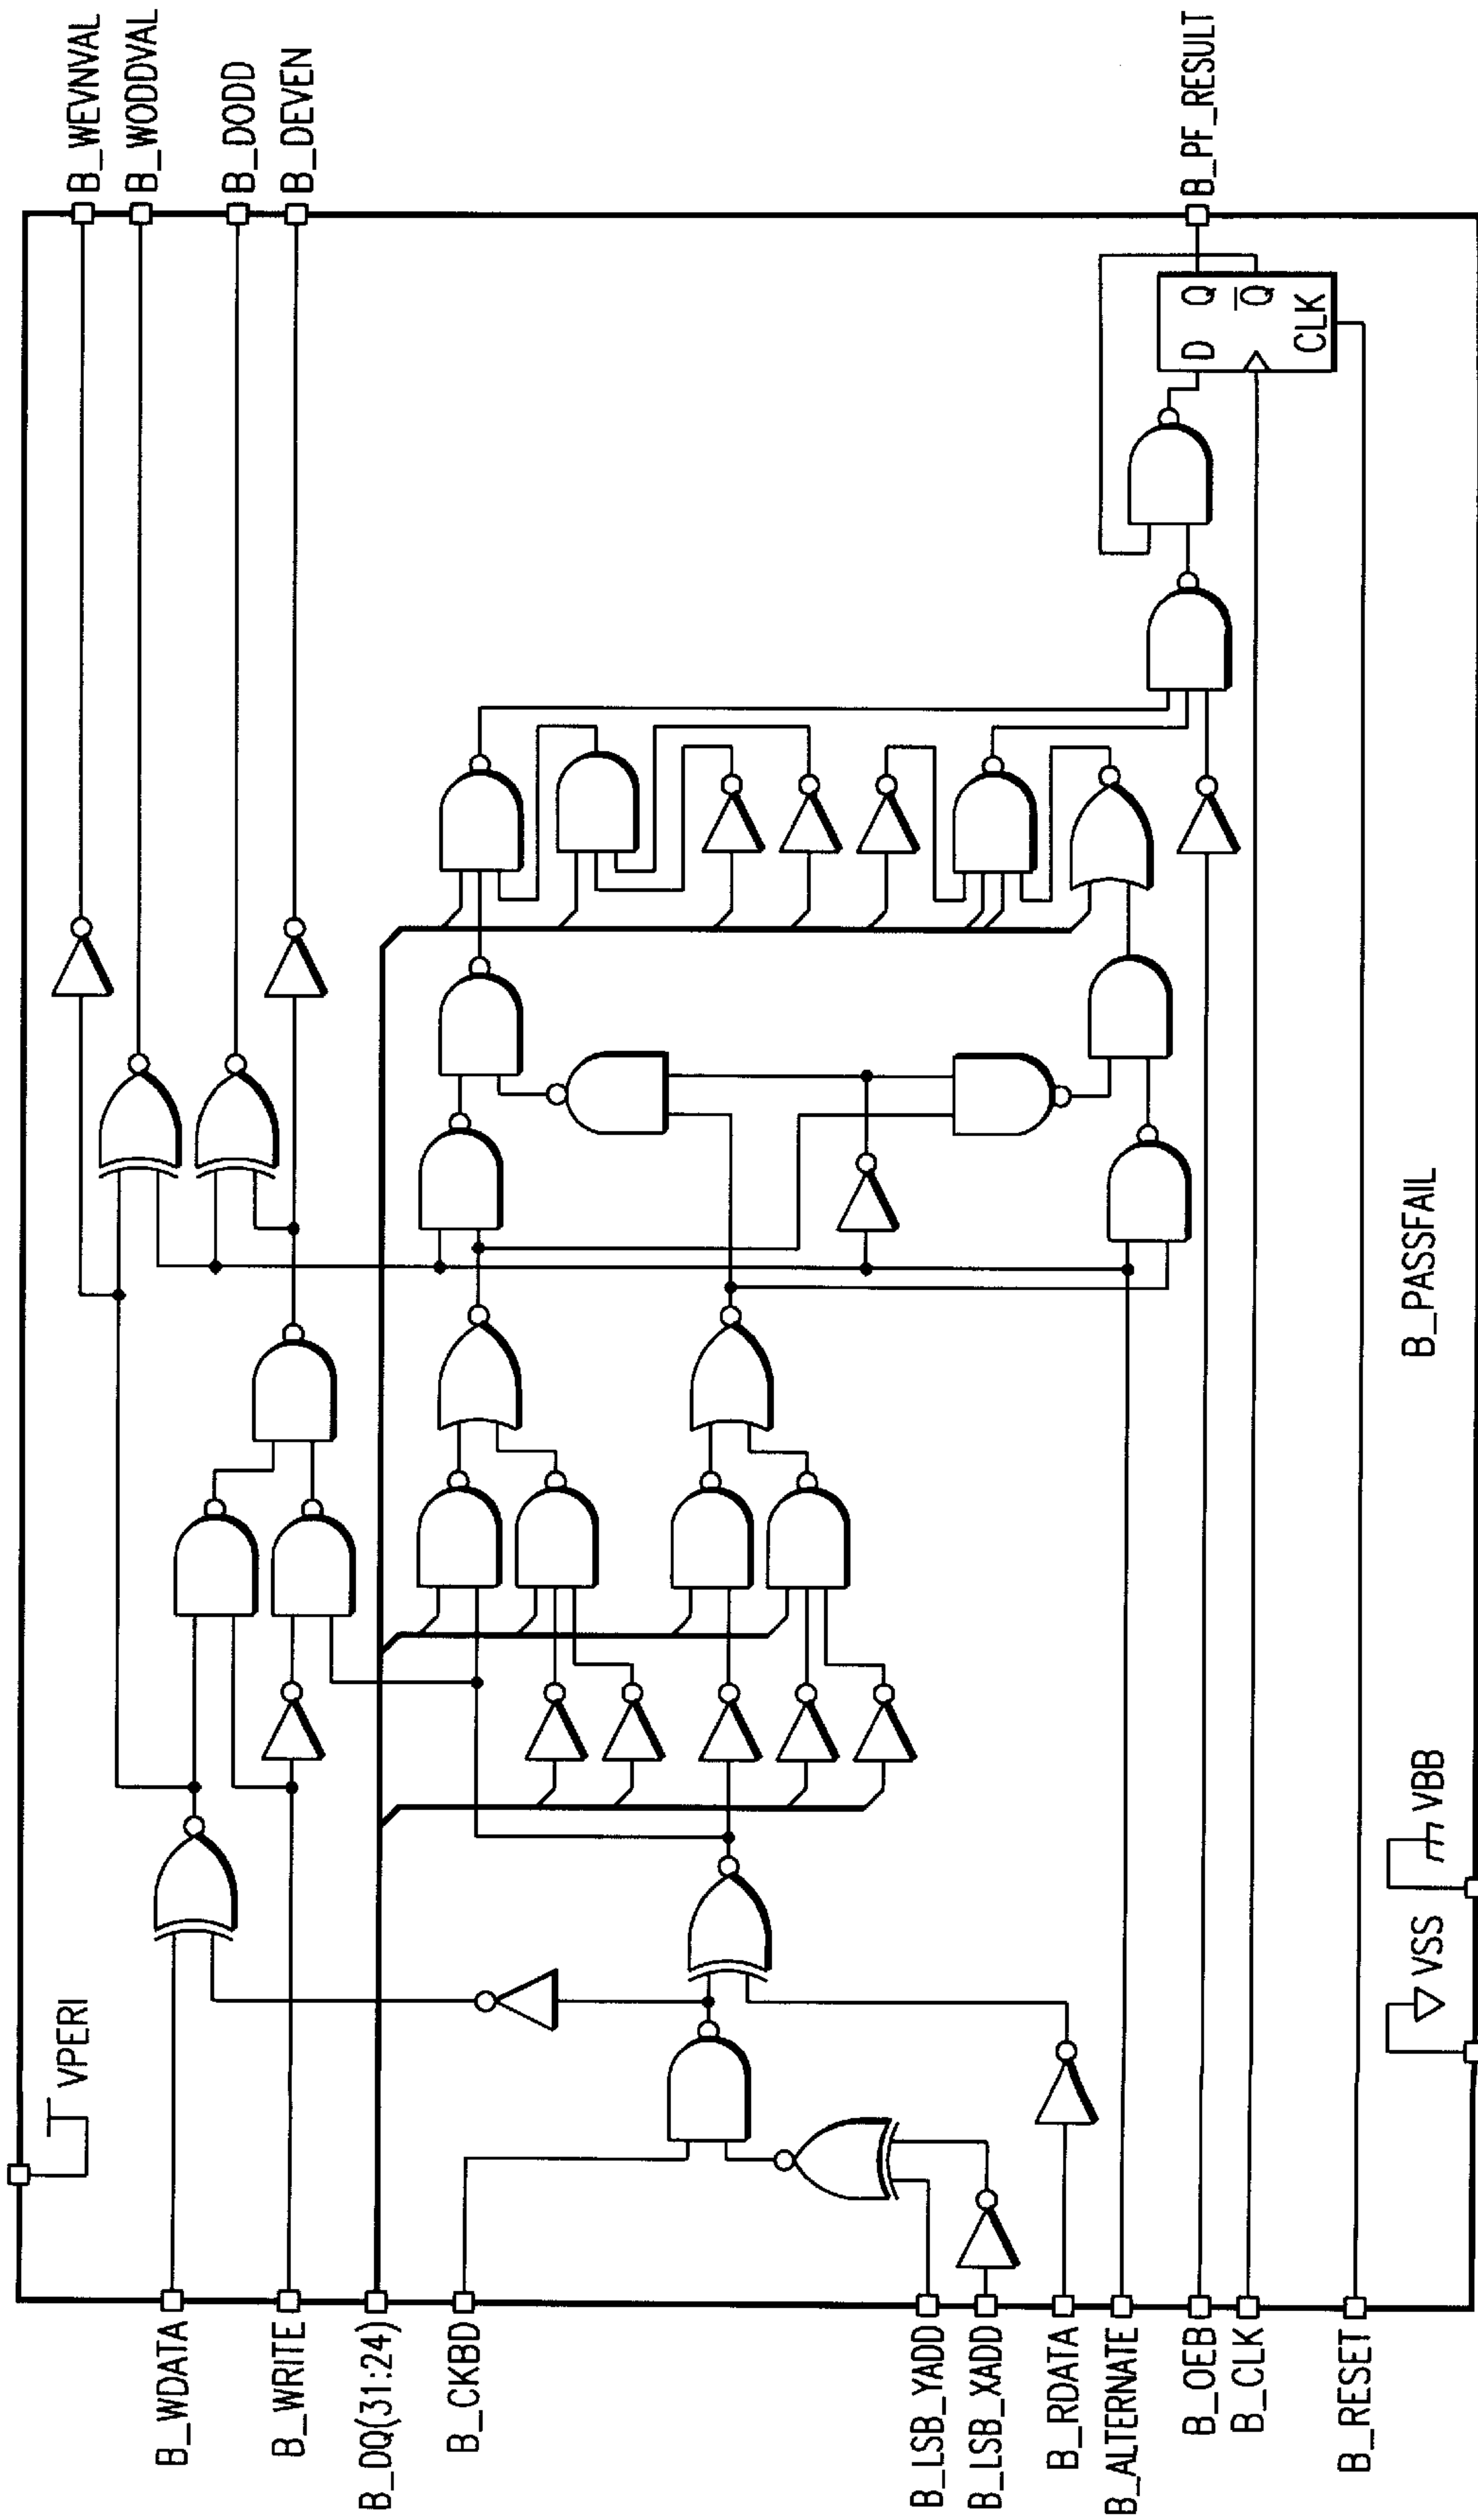 B_WDATA
B_WRITE
B_DQ(31:24)
B_CKBD
B_LSB_YADD
B_LSB_XADD
B_RDATA
B_ALTERNATE
B_OEB
B_CLK
B_RESET
VPERI
VSS
VBB
B_PASSFAIL
D
Q
Q
CLK
B_WEVNVAL
B_WODDVAL
B_DODD
B_DEVEN
B_PF_RESULT